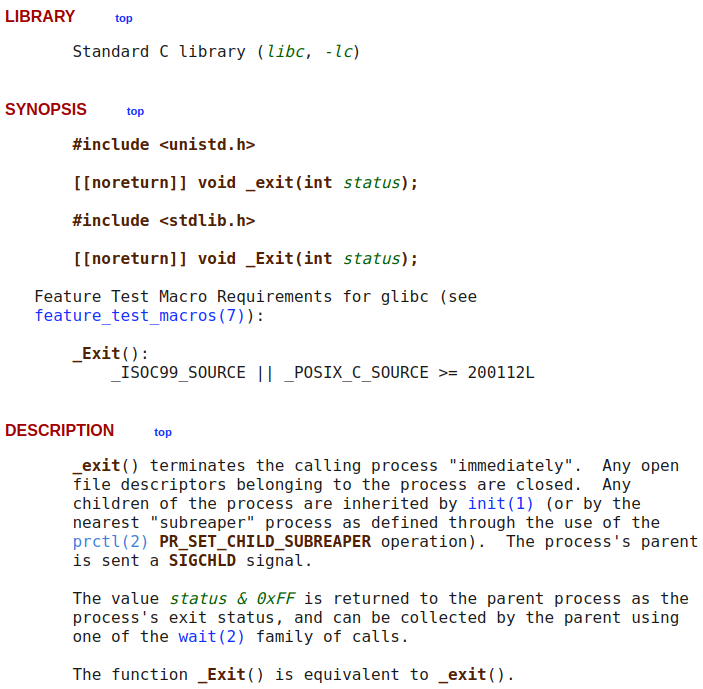 LIBRARY top
Standard C library (libc, -lc)
SYNOPSIS top
#include <unistd.h>
[[noreturn]] void _exit(int status);
#include <stdlib.h>
[[noreturn]] void _Exit(int status);
Feature Test Macro Requirements for glibc (see
feature_test_macros(7)):
_Exit():
_ISOC99_SOURCE || _POSIX_C_SOURCE >= 200112L
DESCRIPTION top
_exit() terminates the calling process "immediately".  Any open
file descriptors belonging to the process are closed.  Any
children of the process are inherited by init(1) (or by the
nearest "subreaper" process as defined through the use of the
prctl(2) PR_SET_CHILD_SUBREAPER operation).  The process's parent
is sent a SIGCHLD signal.
The value status & 0xFF is returned to the parent process as the
process's exit status, and can be collected by the parent using
one of the wait(2) family of calls.
The function _Exit() is equivalent to _exit().